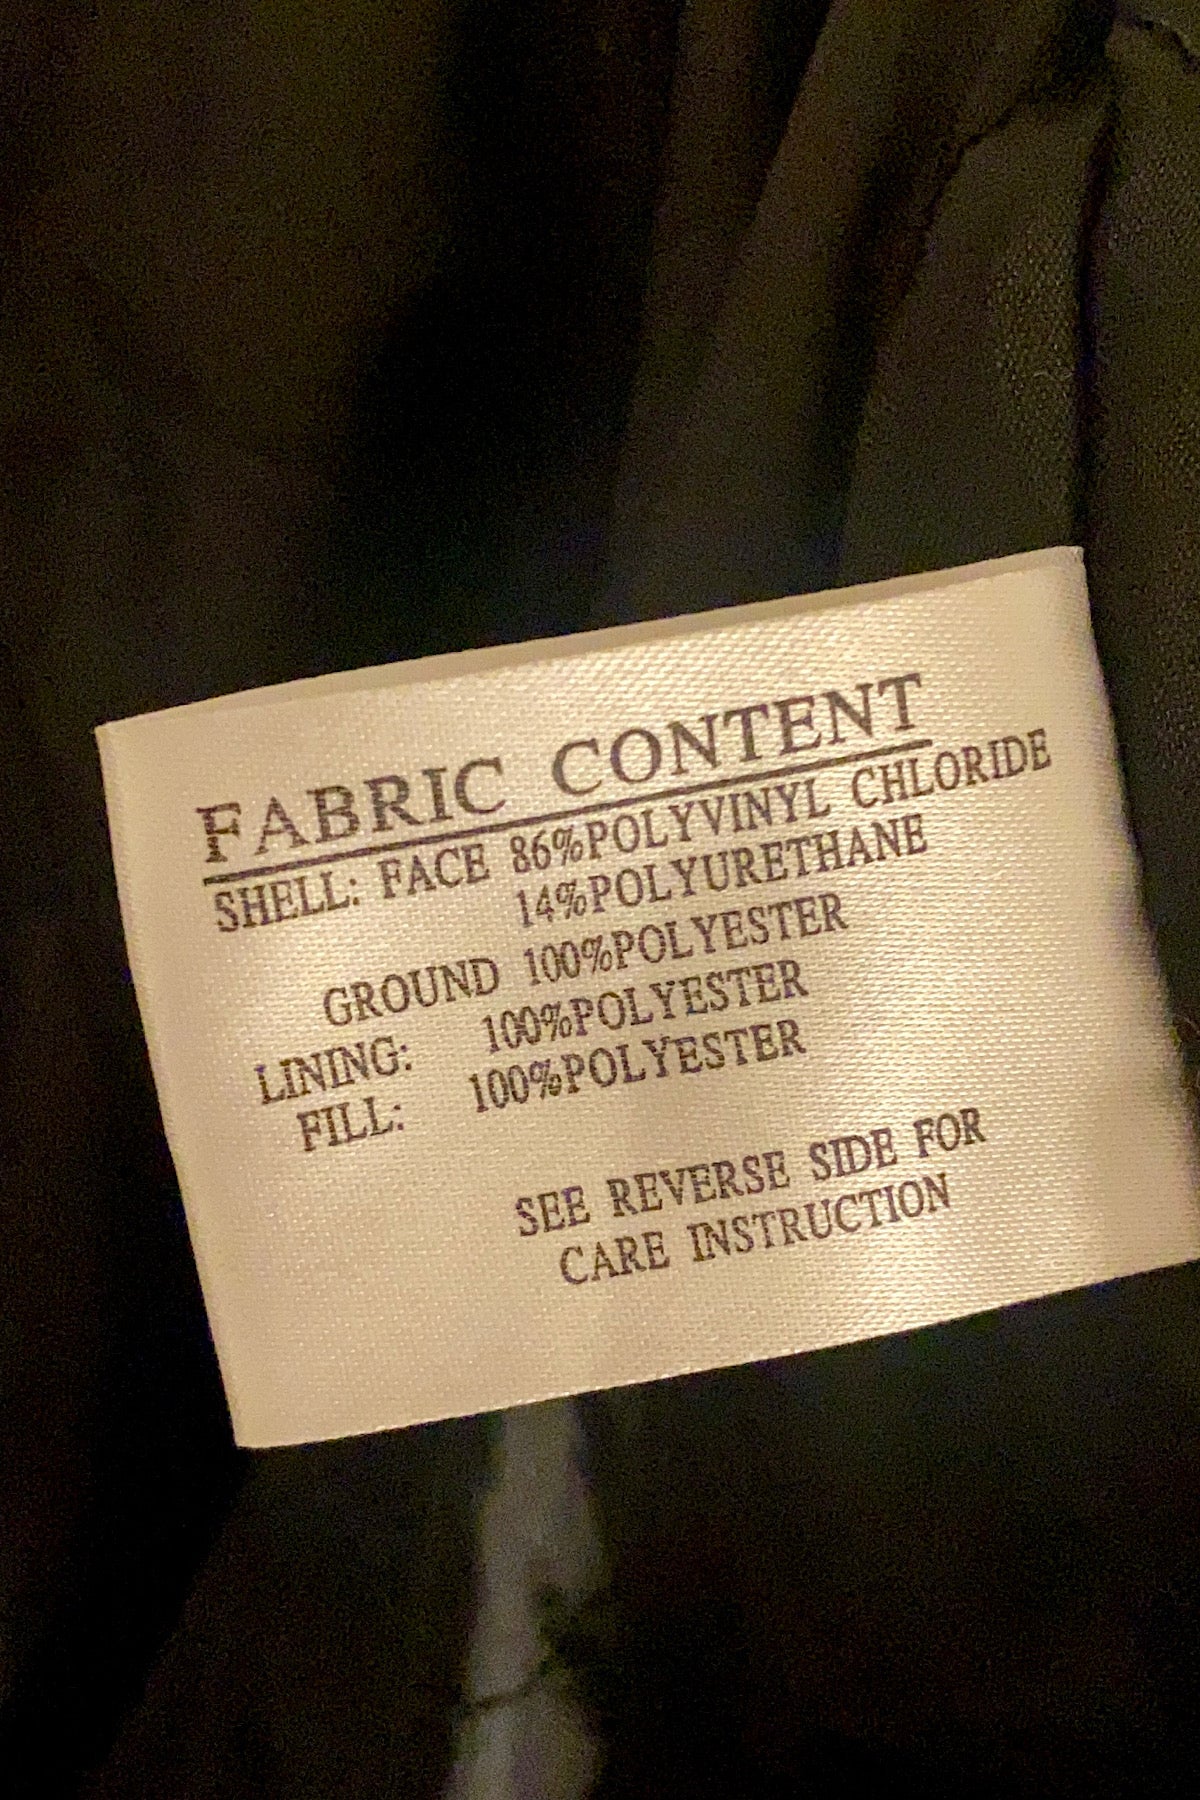 FABRIC CONTENT
SHELL: FACE 86%POLYVINYL CHLORIDE
14%POLYURETHANE
GROUND 100%POLYESTER
LINING: 100%POLYESTER
FILL: 100%POLYESTER
SEE REVERSE SIDE FOR
CARE INSTRUCTION